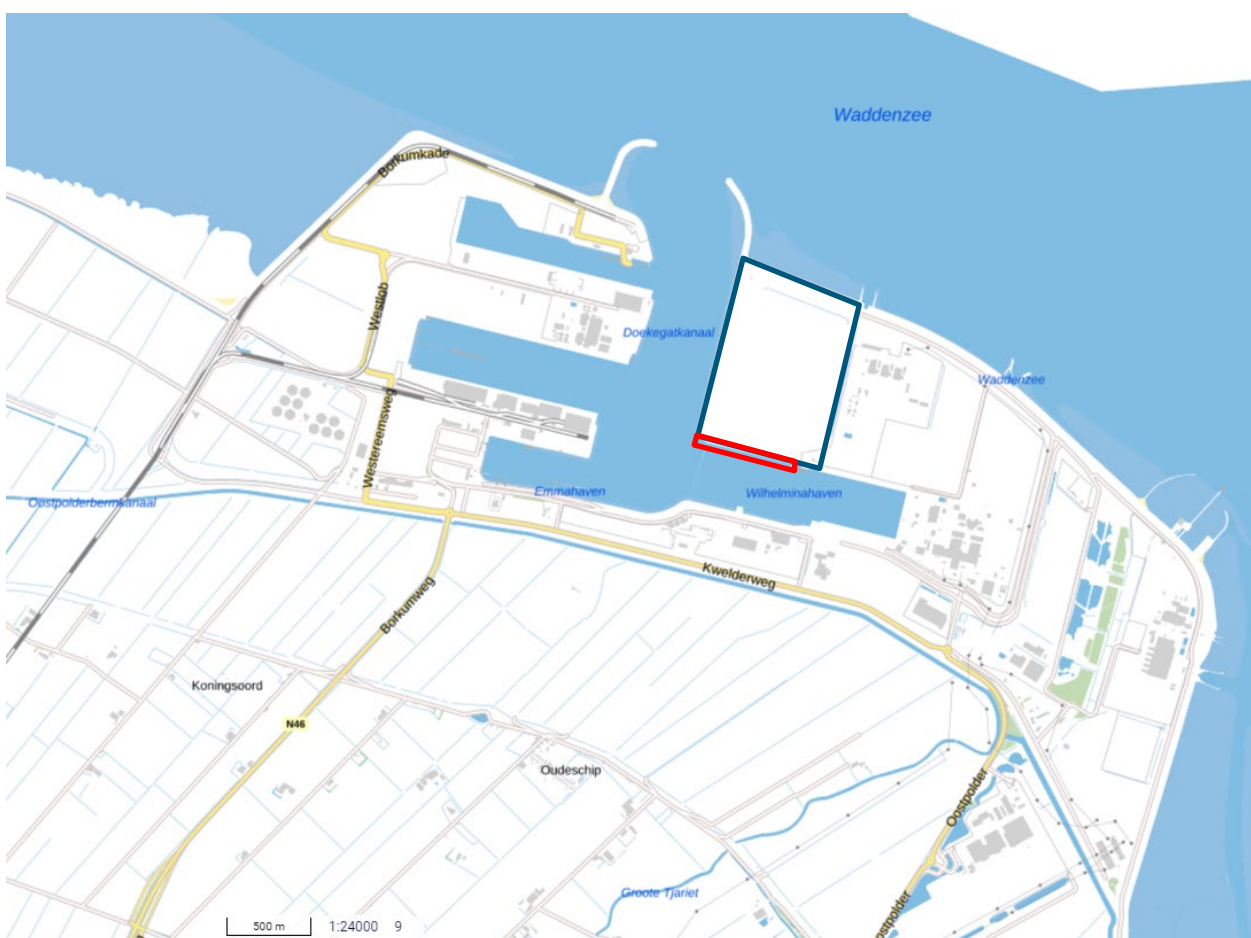 Waddenzee
Borkumkade
Westlob
Doekegatkanaal
Waddenzee
Westereemsweg
Oostpolderbermkanaal
Emmahaven
Wilhelminahaven
Kwelderweg
Borkumweg
Koningsoord
N46
Oudeschip
Oostpolder
Groote Tjariet
ostpolder
500 m
1:24000 9